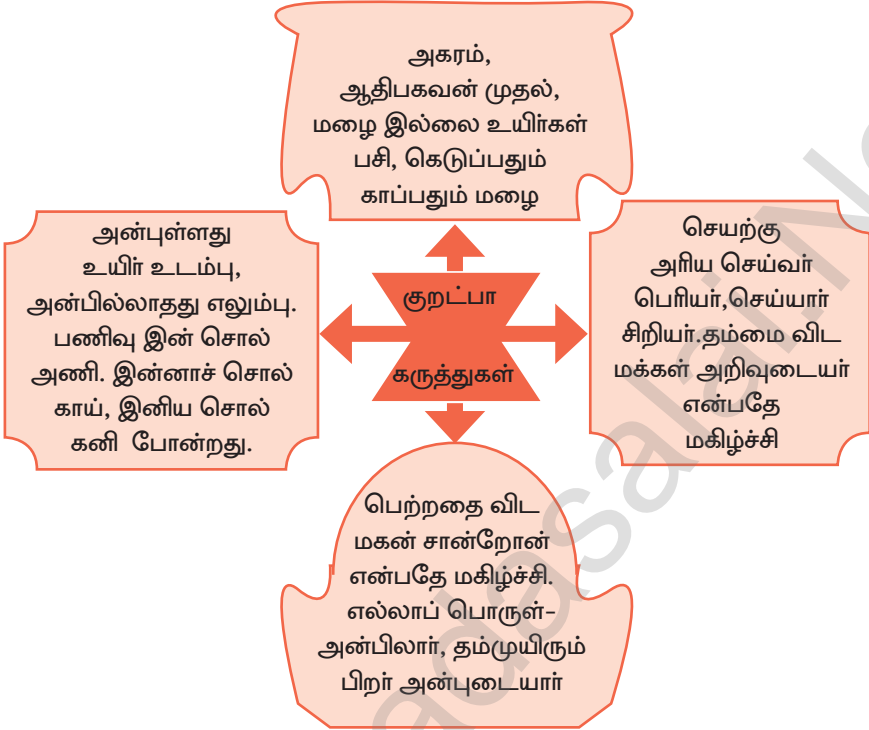 அகரம்,
ஆதிபகவன் முதல்,
மழை இல்லை உயிர்கள்
பசி, கெடுப்பதும்
காப்பதும் மழை
அன்புள்ளது
உயிர் உடம்பு,
அன்பில்லாதது எலும்பு.
பணிவு இன் சொல்
அணி. இன்னாச் சொல்
காய், இனிய சொல்
கனி போன்றது.
குறட்பா
கருத்துகள்
செயற்கு
அரிய செய்வர்
பெரியர்,செய்யார்
சிறியர்.தம்மை விட
மக்கள் அறிவுடையர்
என்பதே
மகிழ்ச்சி
பெற்றதை விட
மகன் சான்றோன்
என்பதே மகிழ்ச்சி.
எல்லாப் பொருள்-
அன்பிலார், தம்முயிரும்
பிறர் அன்புடையார்